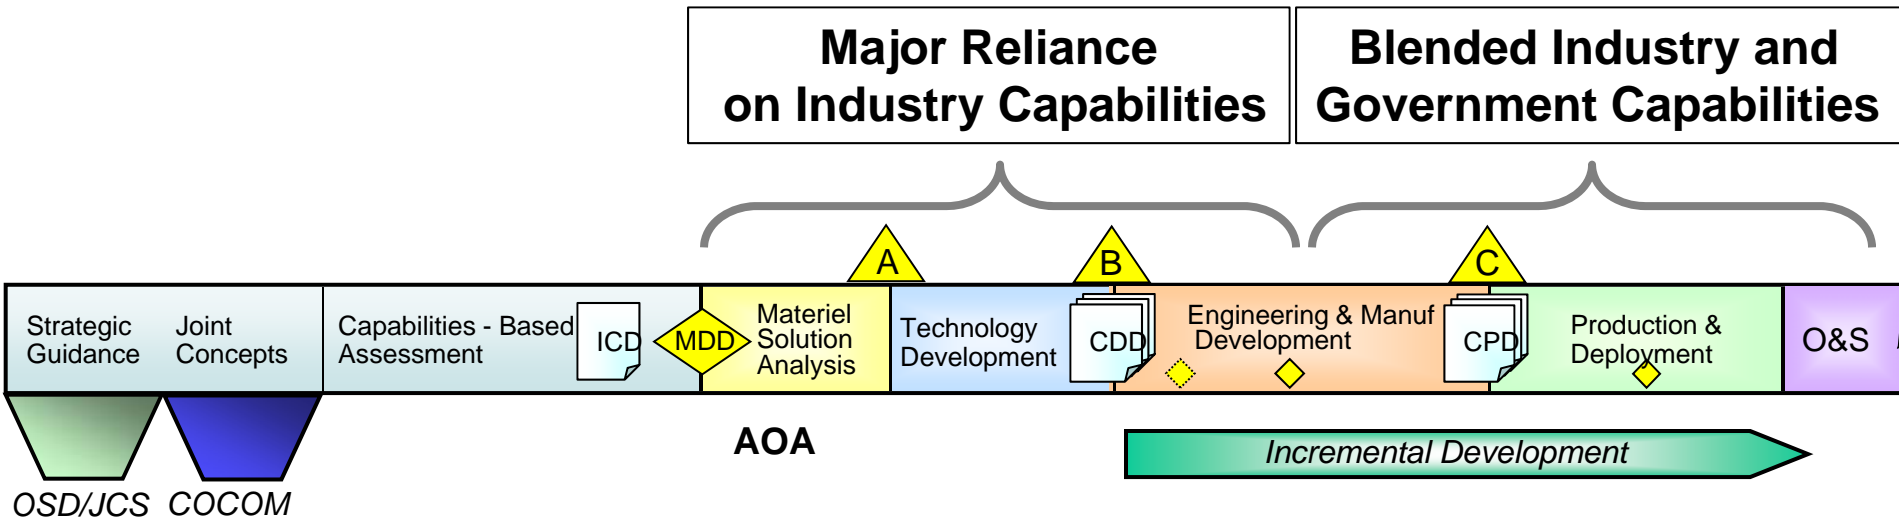 Major Reliance
on Industry Capabilities
Blended Industry and
Government Capabilities
A
B
C
Strategic
Guidance
Joint
Concepts
Capabilities - Based
Assessment
ICD
MDD
Materiel
Solution
Analysis
Technology
Development
CDD
Engineering & Manuf
Development
CPD
Production &
Deployment
O&S
AOA
Incremental Development
OSD/JCS
COCOM